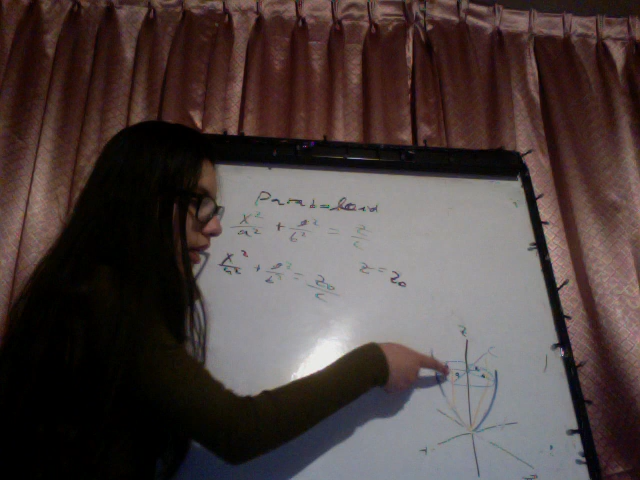 Paraboloid
x²/a² + y²/b² = z/c
x²/a² + y²/b² = z₀/c   z = z₀
z